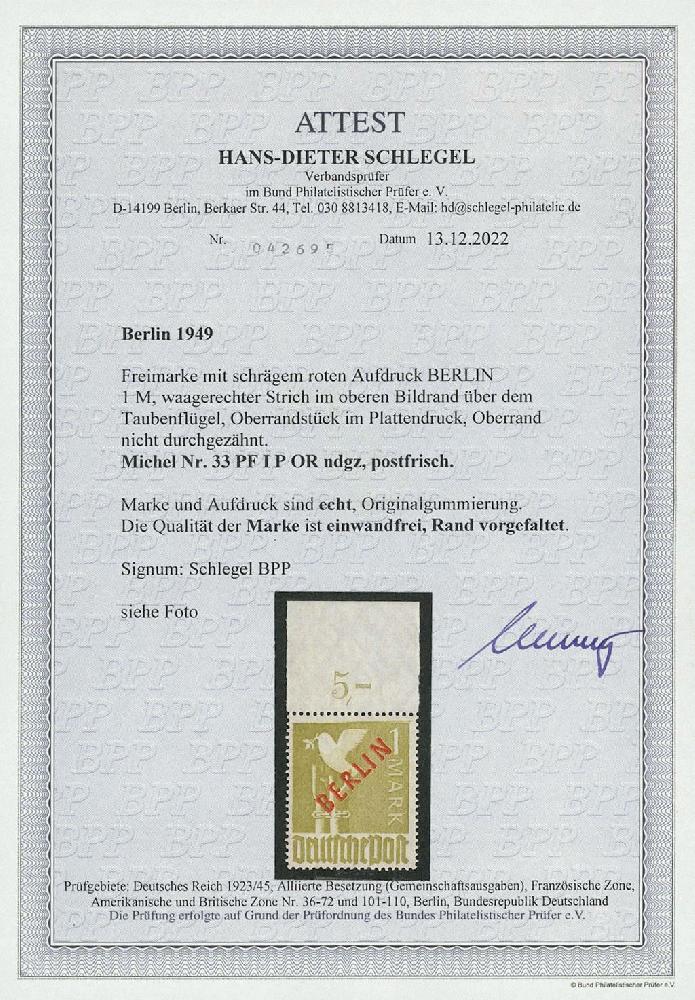 ATTEST
HANS-DIETER SCHLEGEL
Verbandsprüfer
im Bund Philatelistischer Prüfer e. V.
D-14199 Berlin, Berkaer Str. 44, Tel. 030 8813418, E-Mail: hd@schlegel-philatelie.de
Nr. 042695 Datum 13.12.2022
Berlin 1949
Freimarke mit schrägem roten Aufdruck BERLIN
1 M, waagerechter Strich im oberen Bildrand über dem
Taubenflügel, Oberrandstück im Plattendruck, Oberrand
nicht durchgezähnt.
Michel Nr. 33 PF I P OR ndgz, postfrisch.
Marke und Aufdruck sind echt, Originalgummierung.
Die Qualität der Marke ist einwandfrei, Rand vorgefaltet.
Signum: Schlegel BPP
siehe Foto
5,-
1 MARK
BERLIN
Deutsche Post
Prüfgebiete: Deutsches Reich 1923/45, Alliierte Besetzung (Gemeinschaftsausgaben), Französische Zone,
Amerikanische und Britische Zone Nr. 36-72 und 101-110, Berlin, Bundesrepublik Deutschland
Die Prüfung erfolgte auf Grund der Prüfordnung des Bundes Philatelistischer Prüfer e.V.
© Bund Philatelistischer Prüfer e.V.